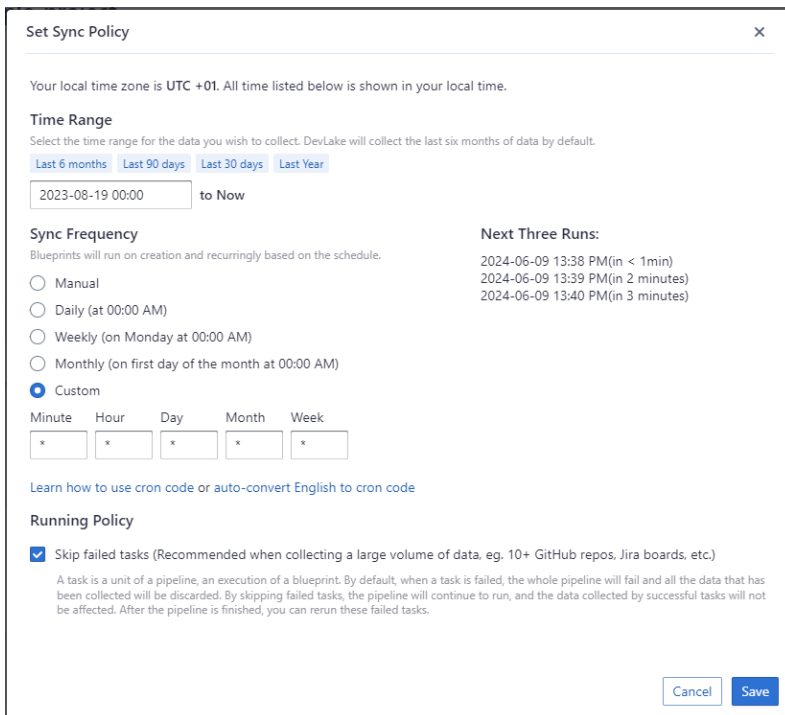 Set Sync Policy
Your local time zone is UTC +01. All time listed below is shown in your local time.
Time Range
Select the time range for the data you wish to collect. DevLake will collect the last six months of data by default.
Last 6 months Last 90 days Last 30 days Last Year
2023-08-19 00:00 to Now
Sync Frequency
Blueprints will run on creation and recurringly based on the schedule.
Manual
Daily (at 00:00 AM)
Weekly (on Monday at 00:00 AM)
Monthly (on first day of the month at 00:00 AM)
Custom
Minute Hour Day Month Week
* * * * *
Next Three Runs:
2024-06-09 13:38 PM(in < 1min)
2024-06-09 13:39 PM(in 2 minutes)
2024-06-09 13:40 PM(in 3 minutes)
Learn how to use cron code or auto-convert English to cron code
Running Policy
Skip failed tasks (Recommended when collecting a large volume of data, eg. 10+ GitHub repos, Jira boards, etc.)
A task is a unit of a pipeline, an execution of a blueprint. By default, when a task is failed, the whole pipeline will fail and all the data that has
been collected will be discarded. By skipping failed tasks, the pipeline will continue to run, and the data collected by successful tasks will not
be affected. After the pipeline is finished, you can rerun these failed tasks.
Cancel Save